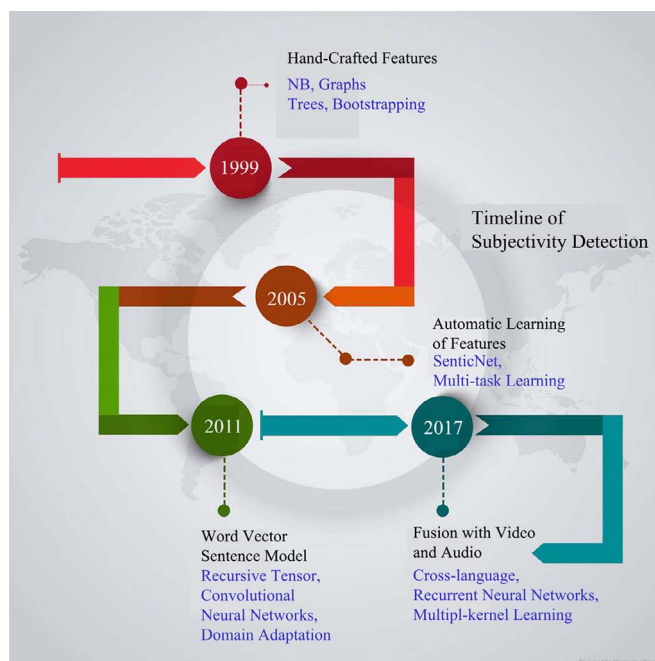 Hand-Crafted Features
NB, Graphs
Trees, Bootstrapping
1999
Timeline of
Subjectivity Detection
2005
Automatic Learning
of Features
SenticNet,
Multi-task Learning
2011
2017
Word Vector
Sentence Model
Recursive Tensor,
Convolutional
Neural Networks,
Domain Adaptation
Fusion with Video
and Audio
Cross-language,
Recurrent Neural Networks,
Multipl-kernel Learning